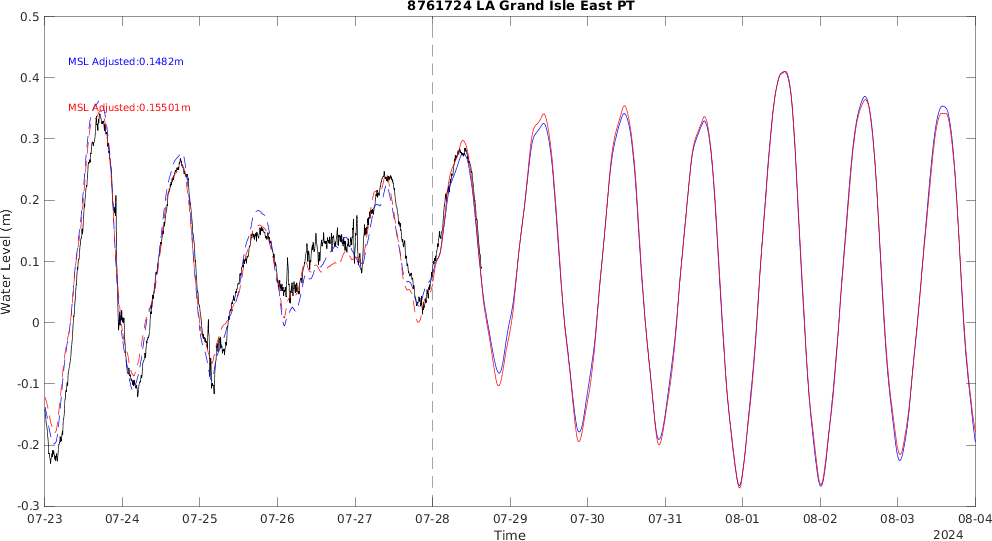 8761724 LA Grand Isle East PT
0.5
MSL Adjusted:0.1482m
0.4
MSL Adjusted:0.15501m
0.3
0.2
0.1
0
-0.1
-0.2
-0.3
Water Level (m)
07-23 07-24 07-25 07-26 07-27 07-28 07-29 07-30 07-31 08-01 08-02 08-03 08-04
Time
2024